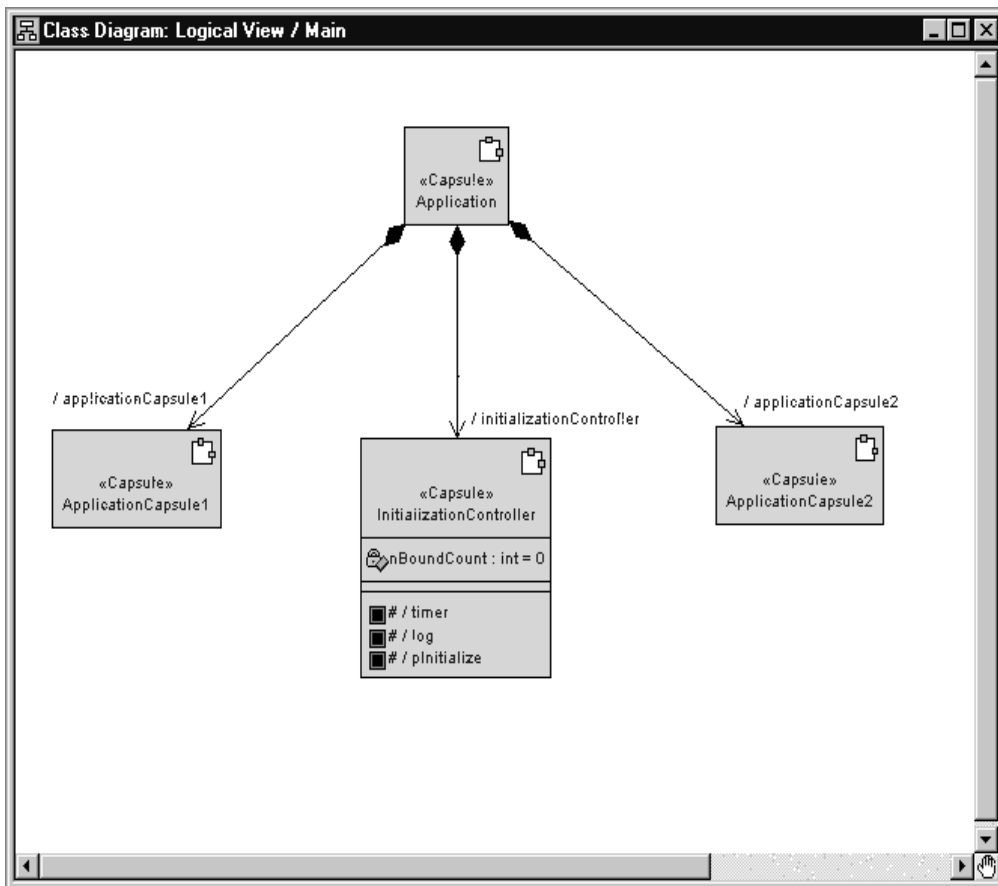 Class Diagram: Logical View / Main
«Capsule»
Application
/ applicationCapsule1
/ initializationController
/ applicationCapsule2
«Capsule»
ApplicationCapsule1
«Capsule»
InitializationController
nBoundCount : int = 0
# / timer
# / log
# / pInitialize
«Capsule»
ApplicationCapsule2